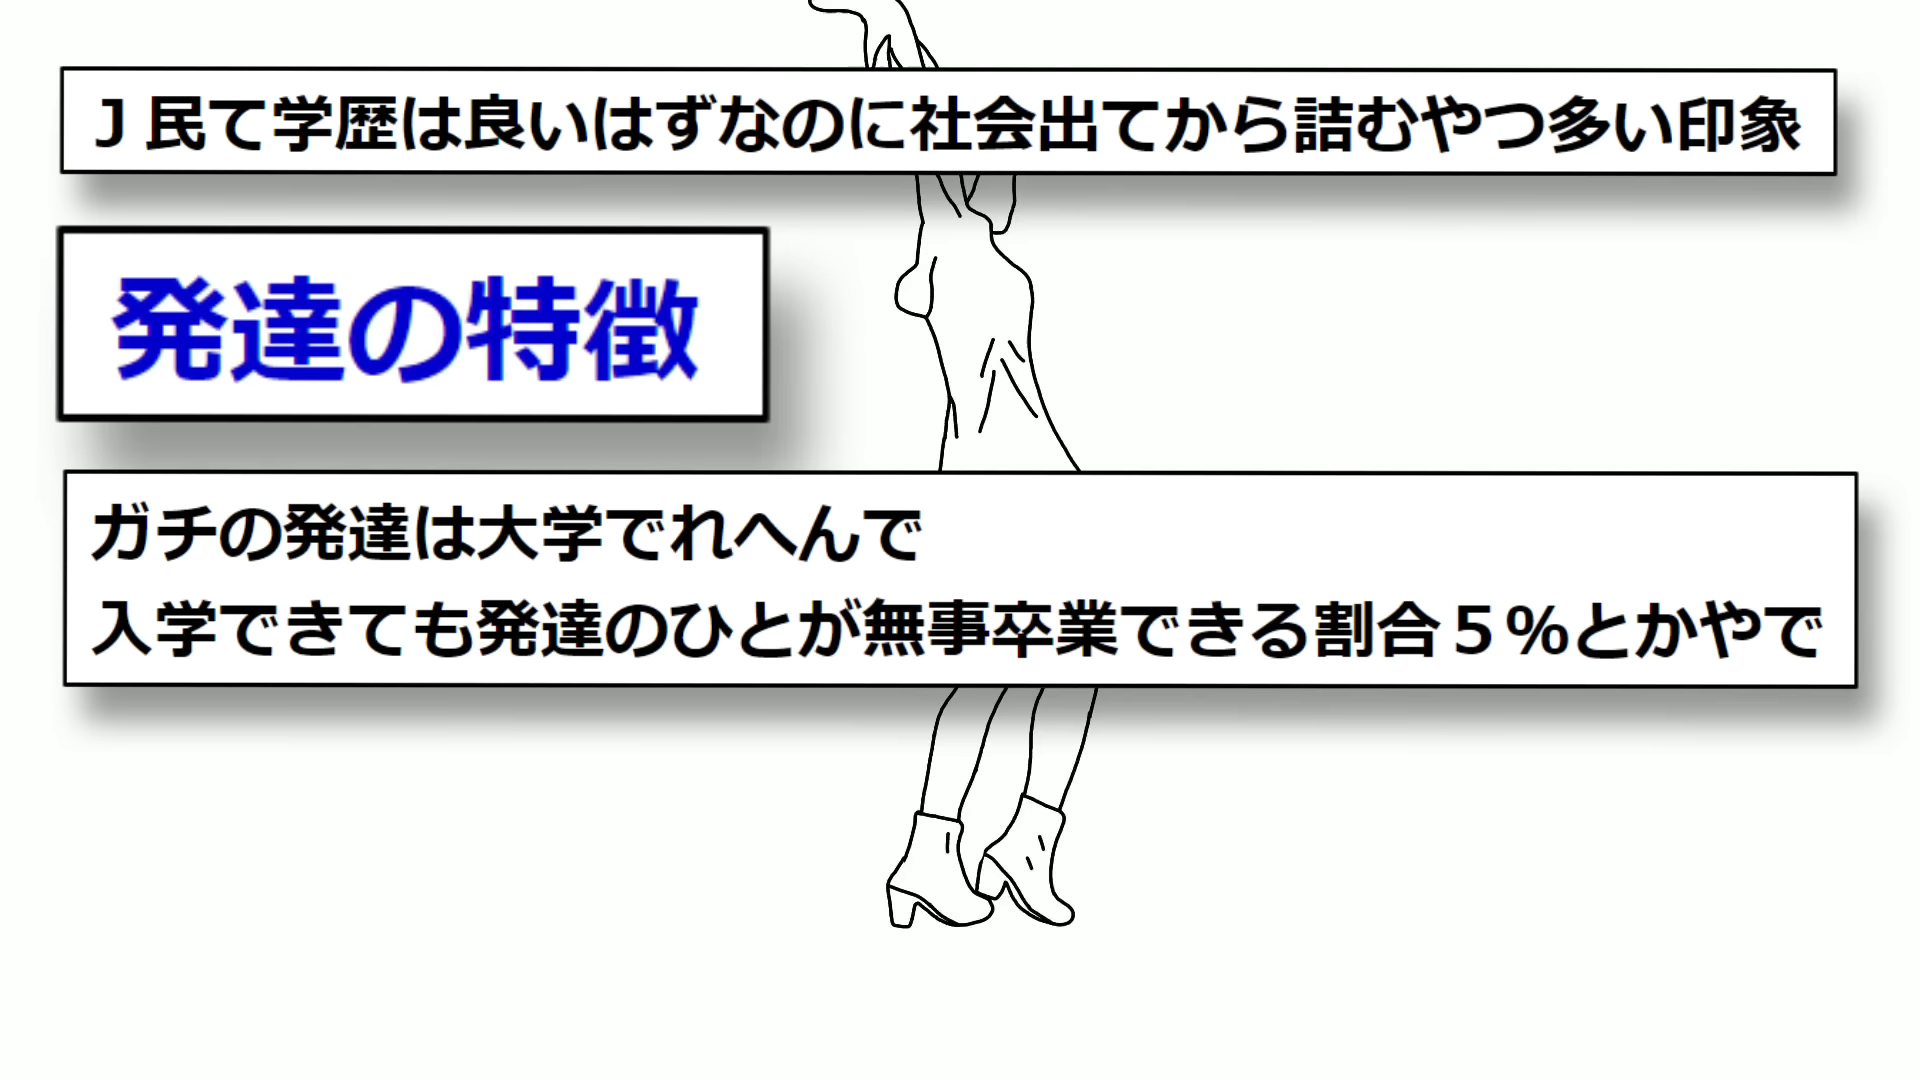 Ｊ民て学歴は良いはずなのに社会出てから詰むやつ多い印象
発達の特徴
ガチの発達は大学でれへんで
入学できても発達のひとが無事卒業できる割合５％とかやで